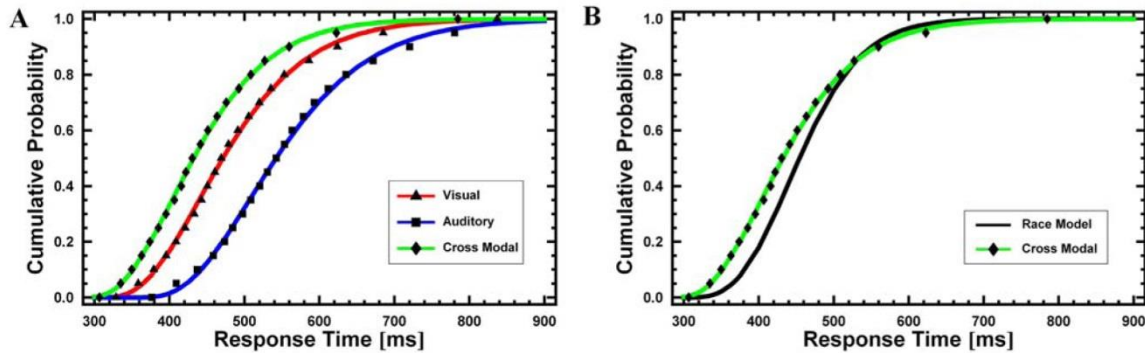 A
Cumulative Probability
1.0
0.8
0.6
0.4
0.2
0.0
Visual
Auditory
Cross Modal
300 400 500 600 700 800 900
Response Time [ms]
B
Cumulative Probability
1.0
0.8
0.6
0.4
0.2
0.0
Race Model
Cross Modal
300 400 500 600 700 800 900
Response Time [ms]